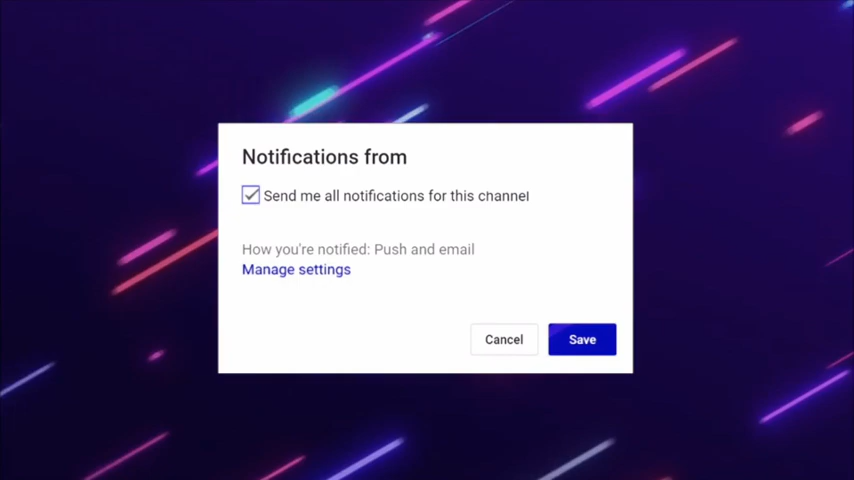 Notifications from
Send me all notifications for this channel
How you're notified: Push and email
Manage settings
Cancel
Save